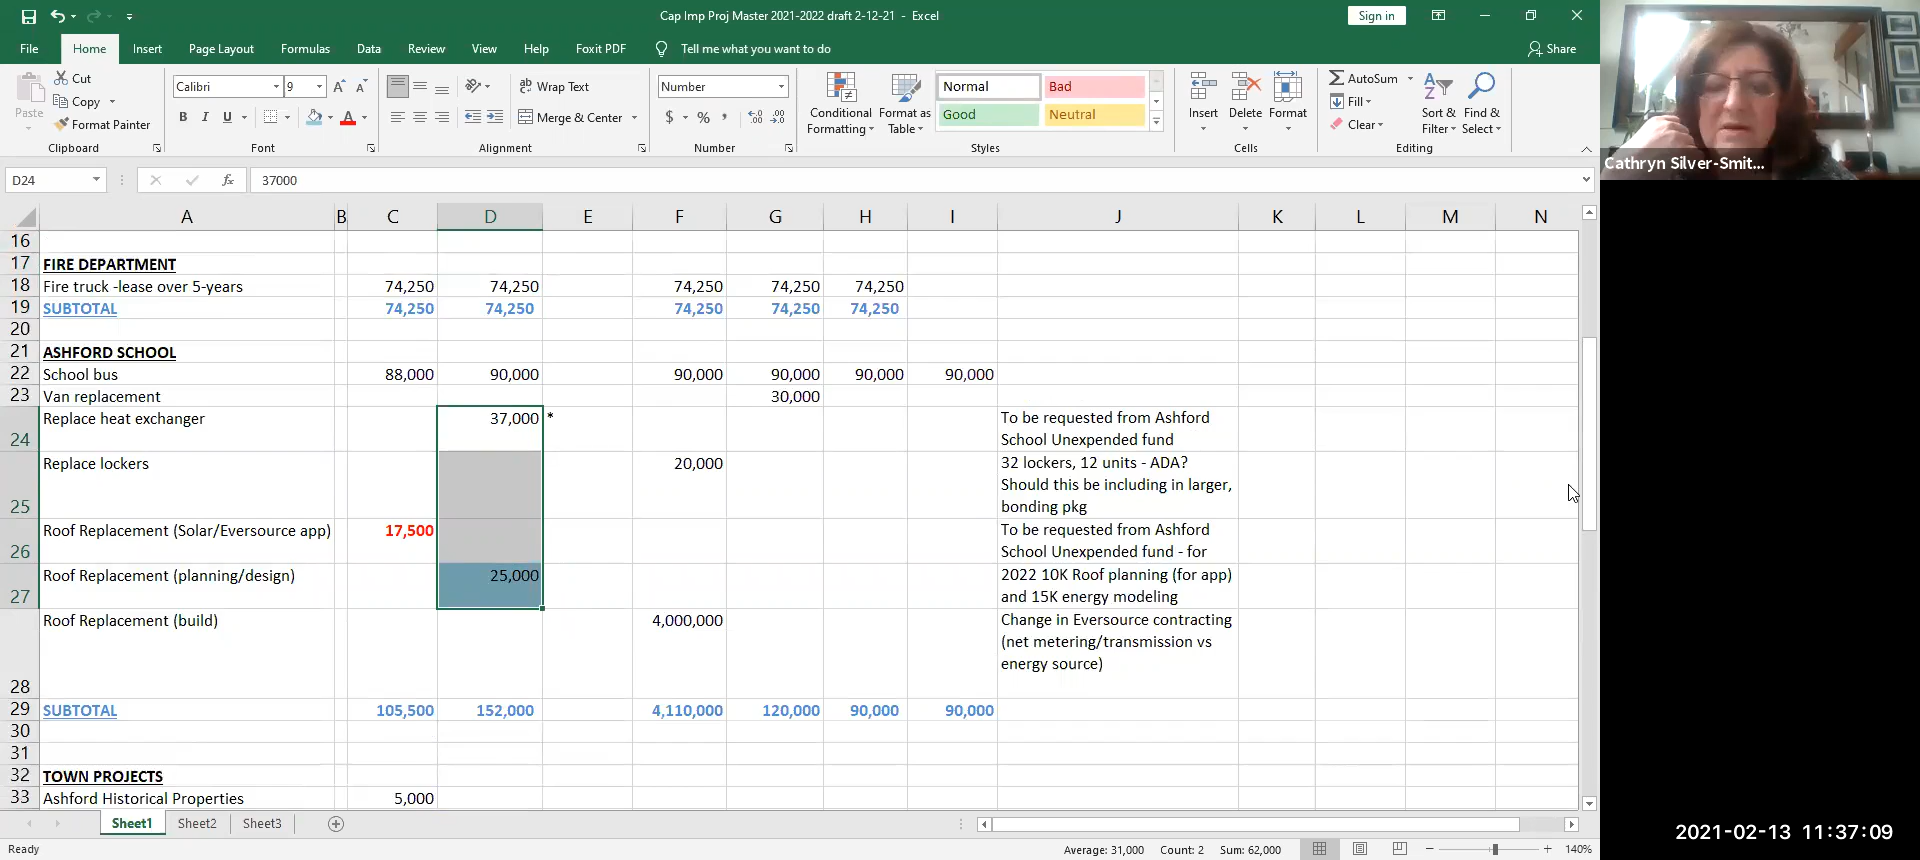 Cap Imp Proj Master 2021-2022 draft 2-12-21 - Excel
Sign in
File Home Insert Page Layout Formulas Data Review View Help Foxit PDF Tell me what you want to do Share
Paste
Cut
Copy
Format Painter
Clipboard
Calibri 9
B I U
Font
Wrap Text
Merge & Center
Alignment
Number
$ % ,
Number
Conditional Formatting
Format as Table
Normal Bad
Good Neutral
Styles
Insert Delete Format
Cells
AutoSum
Fill
Clear
Sort & Filter
Find & Select
Editing
Cathryn Silver-Smit...
D24 fx 37000
A B C D E F G H I J K L M N
16
17 FIRE DEPARTMENT
18 Fire truck -lease over 5-years 74,250 74,250 74,250 74,250 74,250
19 SUBTOTAL 74,250 74,250 74,250 74,250 74,250
20
21 ASHFORD SCHOOL
22 School bus 88,000 90,000 90,000 90,000 90,000 90,000
23 Van replacement 30,000
Replace heat exchanger 37,000 * To be requested from Ashford
24 School Unexpended fund
Replace lockers 20,000 32 lockers, 12 units - ADA?
Should this be including in larger,
25 bonding pkg
Roof Replacement (Solar/Eversource app) 17,500 To be requested from Ashford
26 School Unexpended fund - for
Roof Replacement (planning/design) 25,000 2022 10K Roof planning (for app)
27 and 15K energy modeling
Roof Replacement (build) 4,000,000 Change in Eversource contracting
(net metering/transmission vs
energy source)
28
29 SUBTOTAL 105,500 152,000 4,110,000 120,000 90,000 90,000
30
31
32 TOWN PROJECTS
33 Ashford Historical Properties 5,000
Sheet1 Sheet2 Sheet3
Ready Average: 31,000 Count: 2 Sum: 62,000 140%
2021-02-13 11:37:09